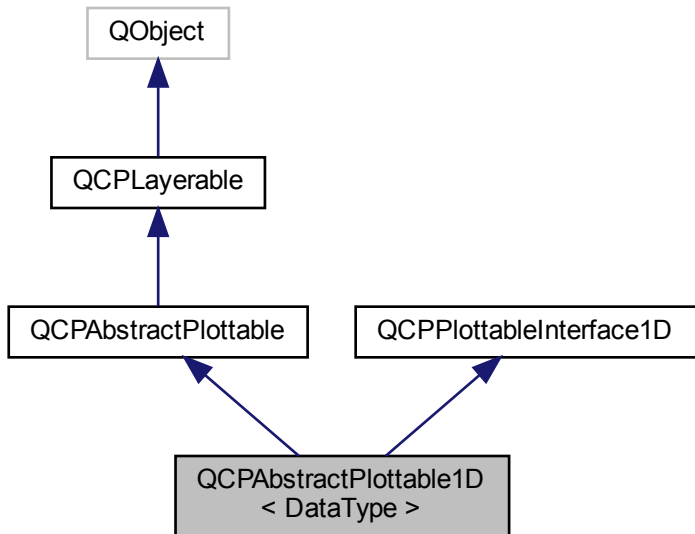 QObject
QCPLayerable
QCPAbstractPlottable
QCPPlottableInterface1D
QCPAbstractPlottable1D
< DataType >